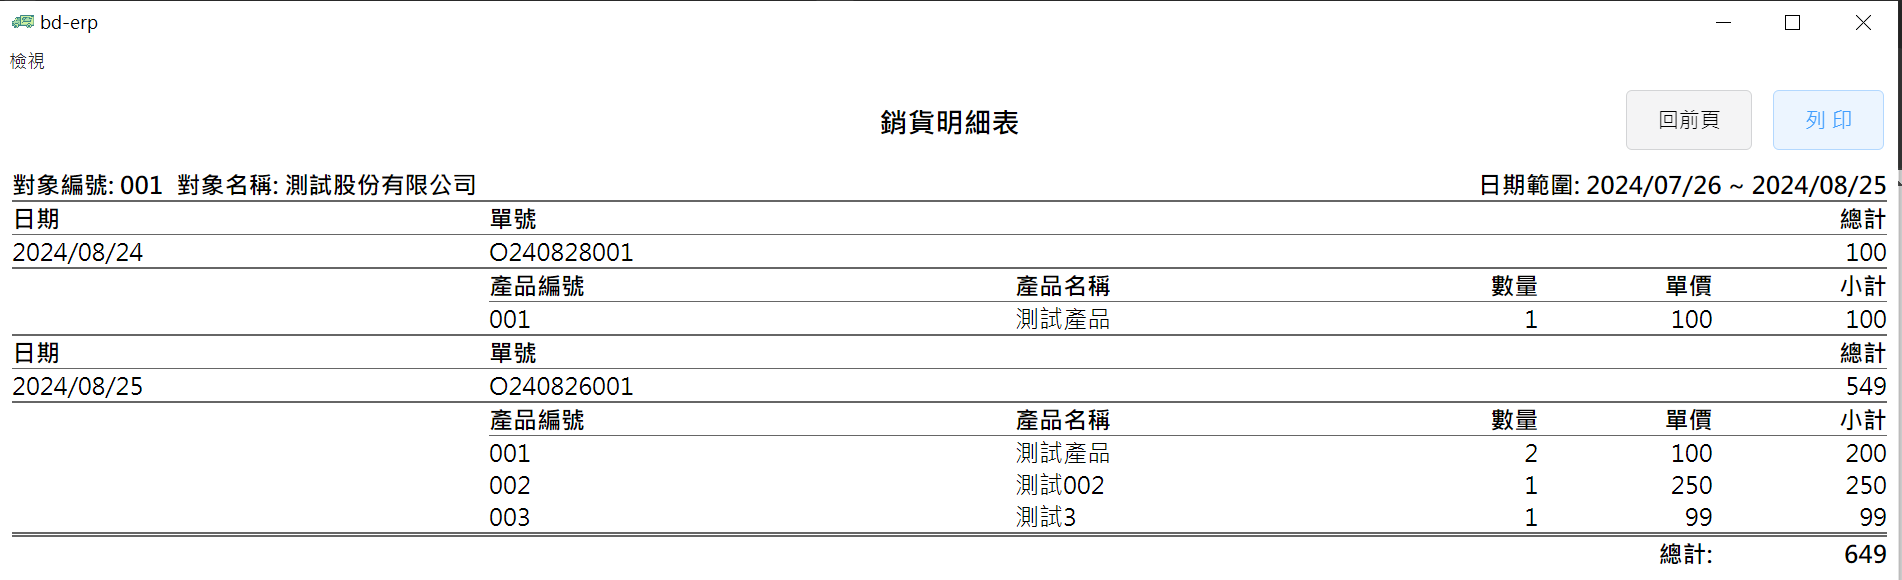 bd-erp
檢視
銷貨明細表
回前頁 列印
對象編號: 001 對象名稱: 測試股份有限公司 日期範圍: 2024/07/26 ~ 2024/08/25
日期 單號 總計
2024/08/24 O240828001 100
產品編號 產品名稱 數量 單價 小計
001 測試產品 1 100 100
日期 單號 總計
2024/08/25 O240826001 549
產品編號 產品名稱 數量 單價 小計
001 測試產品 2 100 200
002 測試002 1 250 250
003 測試3 1 99 99
總計: 649